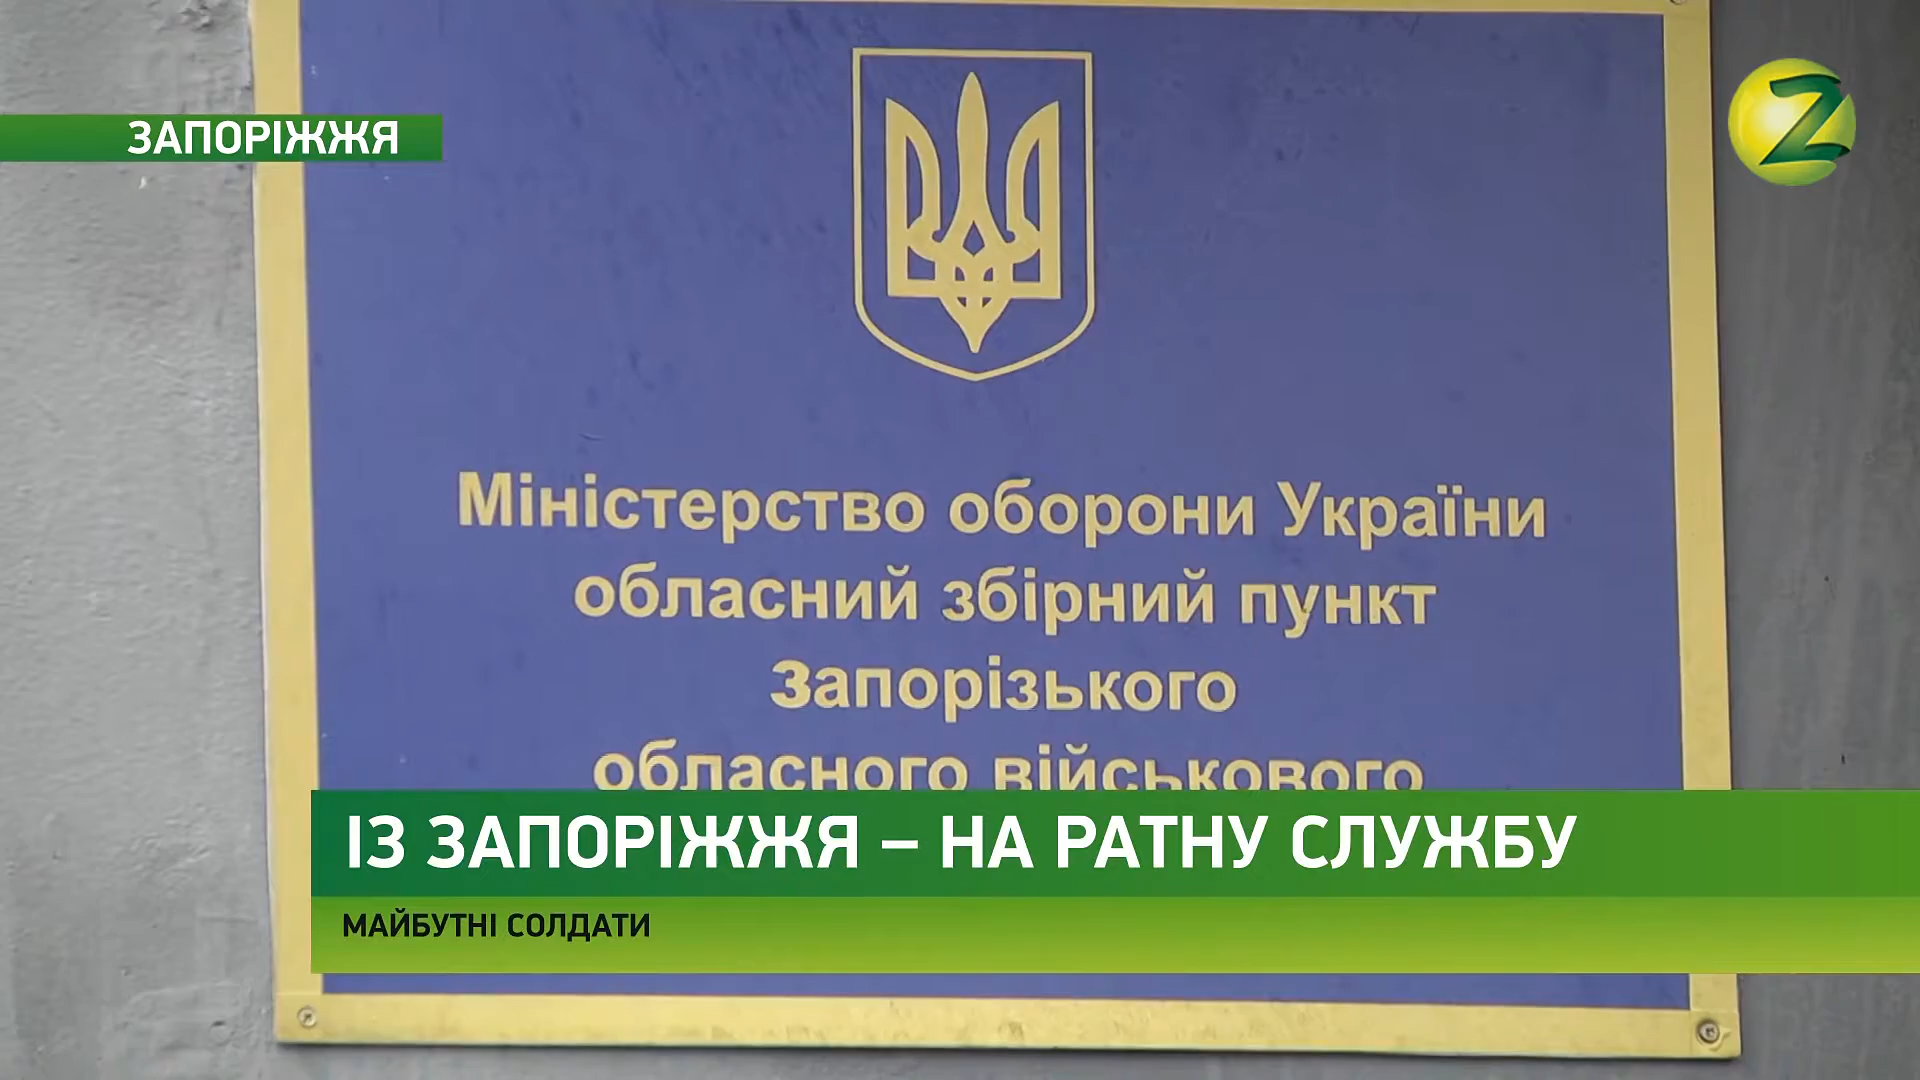 ЗАПОРІЖЖЯ
Z
Міністерство оборони України
обласний збірний пункт
Запорізького
обласного військового
ІЗ ЗАПОРІЖЖЯ – НА РАТНУ СЛУЖБУ
МАЙБУТНІ СОЛДАТИ